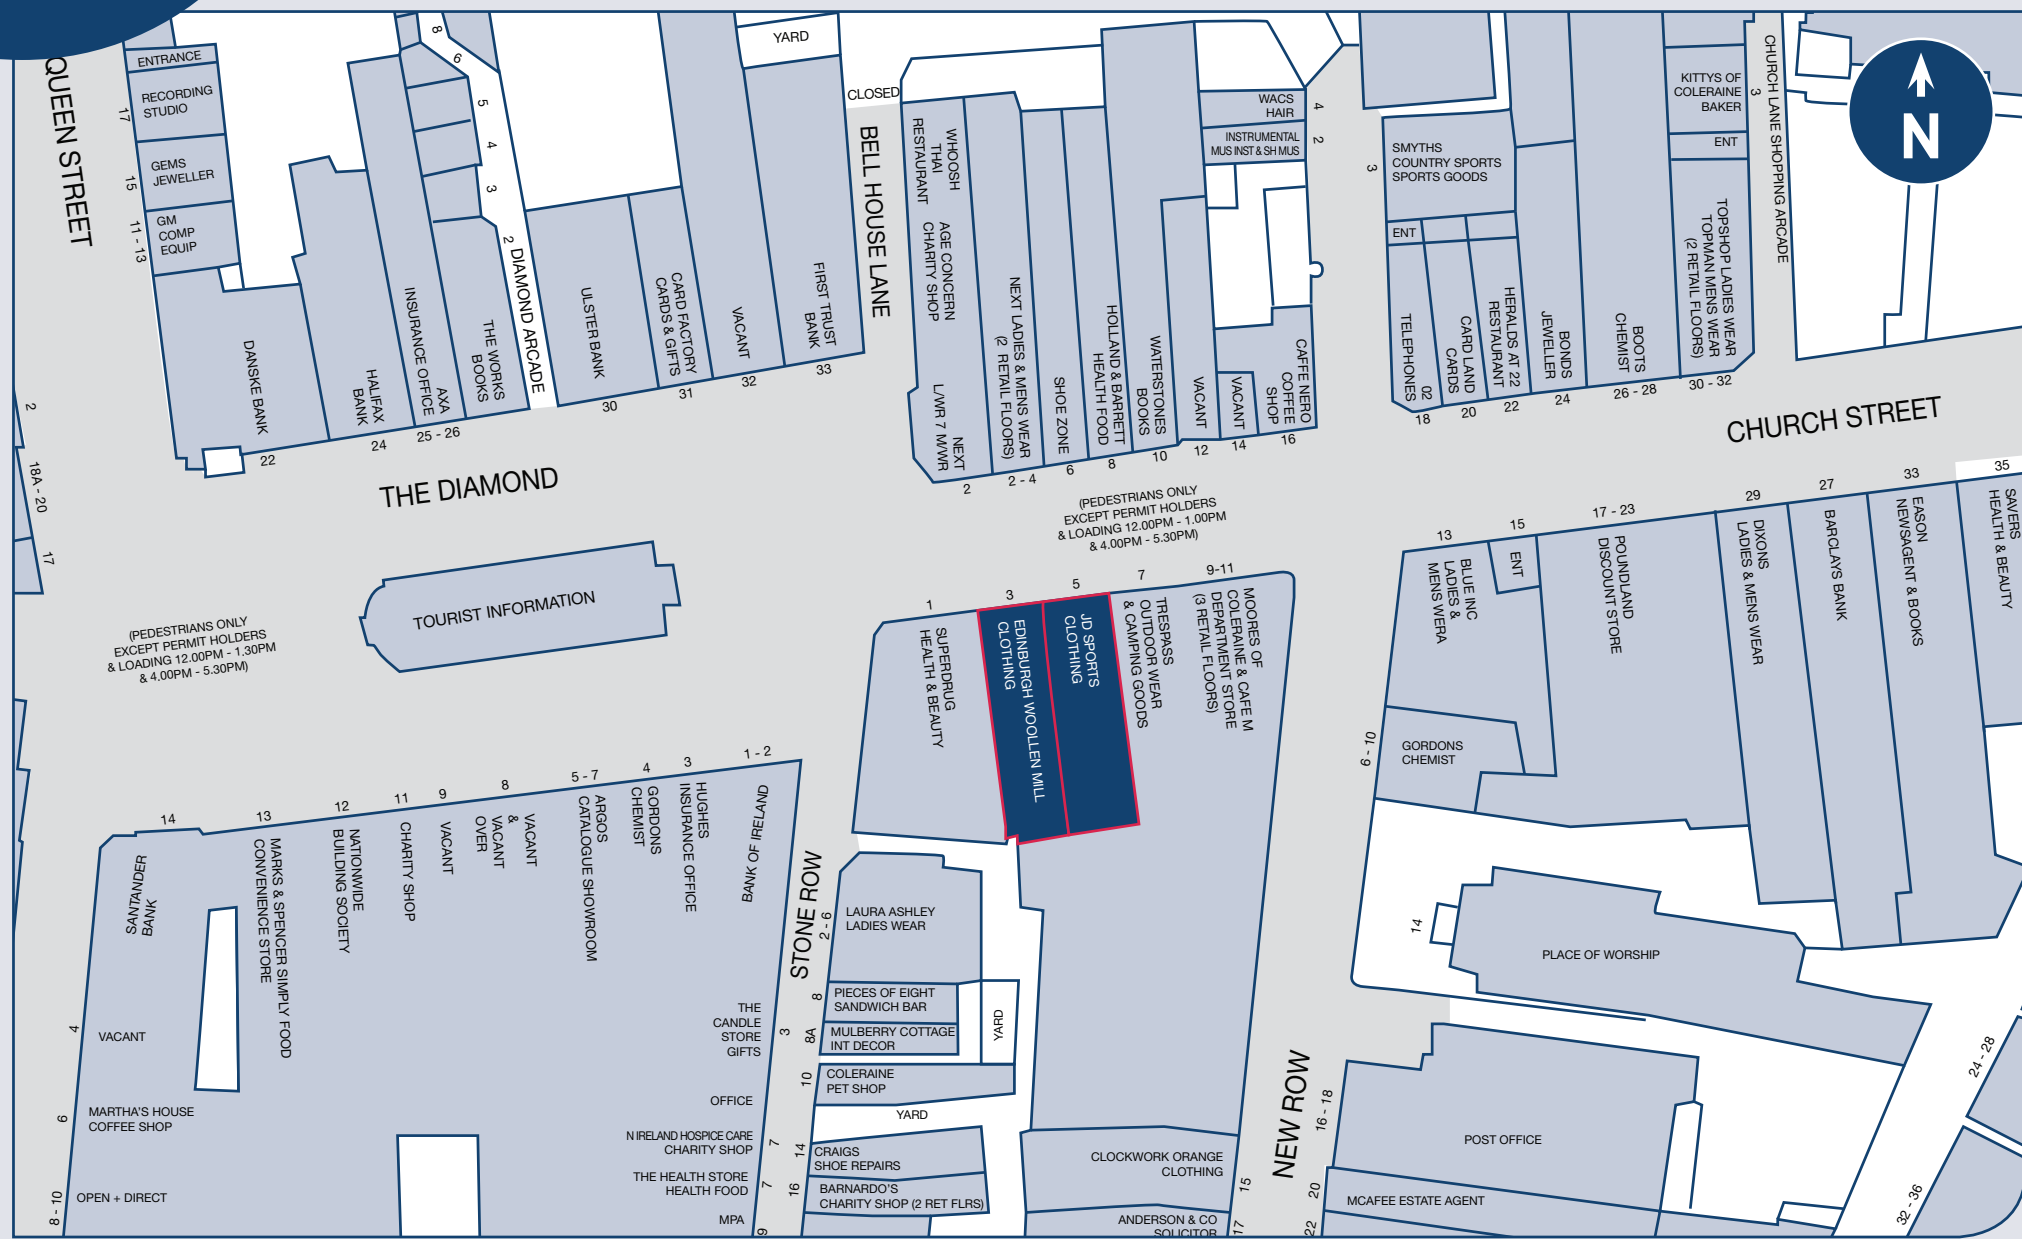 QUEEN STREET
ENTRANCE
17
RECORDING
STUDIO
15
GEMS
JEWELLER
11 - 13
GM
COMP
EQUIP
DANSKE BANK
22
HALIFAX
BANK
24
AXA
INSURANCE OFFICE
25 - 26
THE WORKS
BOOKS
8
6
5
4
3
2 DIAMOND ARCADE
ULSTER BANK
30
CARD FACTORY
CARDS & GIFTS
31
VACANT
32
YARD
FIRST TRUST
BANK
33
CLOSED
BELL HOUSE LANE
WHOOSH
THAI
RESTAURANT
AGE CONCERN
CHARITY SHOP
NEXT
L/WR 7 M/WR
2
NEXT LADIES & MENS WEAR
(2 RETAIL FLOORS)
2 - 4
SHOE ZONE
6
HOLLAND & BARRETT
HEALTH FOOD
8
WATERSTONES
BOOKS
10
VACANT
12
VACANT
14
CAFFE NERO
COFFEE
SHOP
16
WACS
HAIR
4
INSTRUMENTAL
MUS INST & SH MUS
2
3
SMYTHS
COUNTRY SPORTS
SPORTS GOODS
ENT
02
TELEPHONES
18
CARD LAND
CARDS
20
HERALDS AT 22
RESTAURANT
22
BONDS
JEWELLER
24
BOOTS
CHEMIST
26 - 28
KITTYS OF
COLERAINE
BAKER
3
ENT
TOPSHOP LADIES WEAR
TOPMAN MENS WEAR
(2 RETAIL FLOORS)
30 - 32
CHURCH LANE SHOPPING ARCADE
N
CHURCH STREET
2
18A - 20
17
THE DIAMOND
(PEDESTRIANS ONLY
EXCEPT PERMIT HOLDERS
& LOADING 12.00PM - 1.00PM
& 4.00PM - 5.30PM)
TOURIST INFORMATION
(PEDESTRIANS ONLY
EXCEPT PERMIT HOLDERS
& LOADING 12.00PM - 1.30PM
& 4.00PM - 5.30PM)
1
SUPERDRUG
HEALTH & BEAUTY
3
EDINBURGH WOOLLEN MILL
CLOTHING
5
JD SPORTS
CLOTHING
7
TRESPASS
OUTDOOR WEAR
& CAMPING GOODS
9-11
MOORES OF
COLERAINE & CAFE M
DEPARTMENT STORE
(3 RETAIL FLOORS)
13
BLUE INC
LADIES &
MENS WERA
15
ENT
17 - 23
POUNDLAND
DISCOUNT STORE
29
DIXONS
LADIES & MENS WEAR
27
BARCLAYS BANK
33
EASON
NEWSAGENT & BOOKS
35
SAVERS
HEALTH & BEAUTY
6 - 10
GORDONS
CHEMIST
14
SANTANDER
BANK
13
MARKS & SPENCER SIMPLY FOOD
CONVENIENCE STORE
12
NATIONWIDE
BUILDING SOCIETY
11
CHARITY SHOP
9
VACANT
8
VACANT
&
VACANT
OVER
5 - 7
ARGOS
CATALOGUE SHOWROOM
4
GORDONS
CHEMIST
3
HUGHES
INSURANCE OFFICE
1 - 2
BANK OF IRELAND
STONE ROW
2 - 6
LAURA ASHLEY
LADIES WEAR
8
PIECES OF EIGHT
SANDWICH BAR
8A
MULBERRY COTTAGE
INT DECOR
YARD
10
COLERAINE
PET SHOP
YARD
14
CRAIGS
SHOE REPAIRS
16
BARNARDO'S
CHARITY SHOP (2 RET FLRS)
4
VACANT
6
MARTHA'S HOUSE
COFFEE SHOP
8 - 10
OPEN + DIRECT
THE
CANDLE
STORE
GIFTS
3
OFFICE
N IRELAND HOSPICE CARE
CHARITY SHOP
7
THE HEALTH STORE
HEALTH FOOD
7
MPA
9
CLOCKWORK ORANGE
CLOTHING
15
ANDERSON & CO
SOLICITOR
17
NEW ROW
14
PLACE OF WORSHIP
16 - 18
POST OFFICE
20
MCAFEE ESTATE AGENT
22
24 - 28
32 - 36